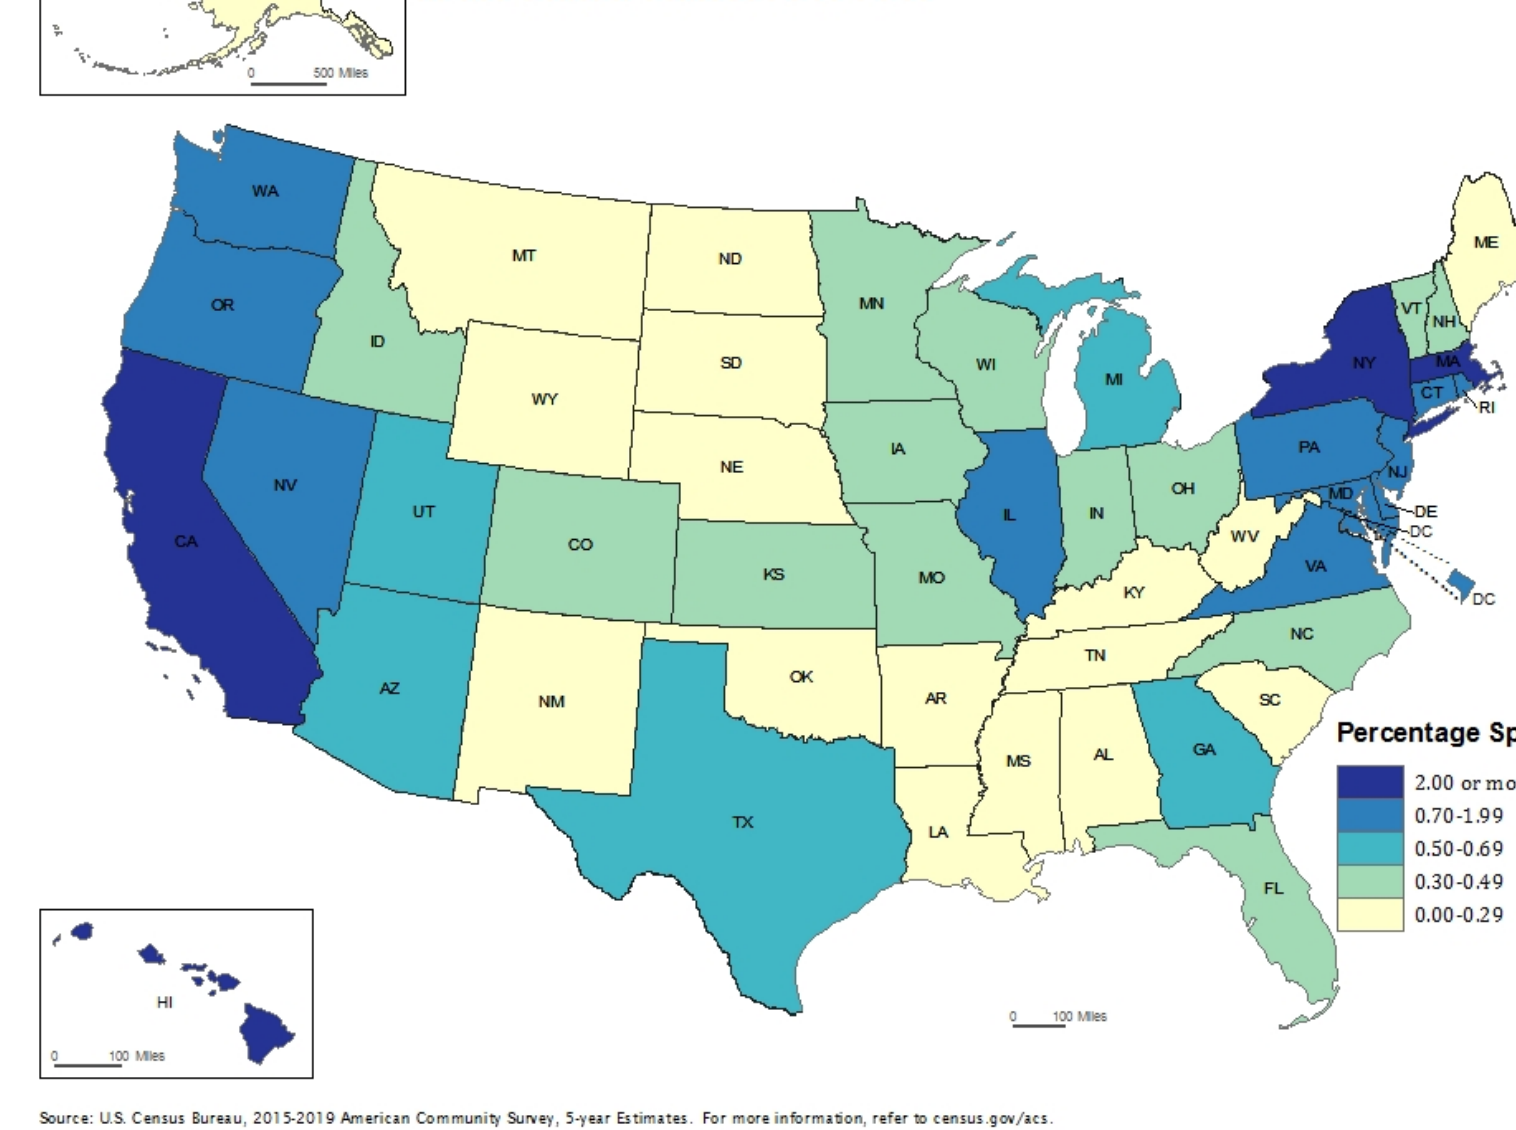 0 500 Miles
WA
MT
ND
ME
OR
MN
VT
NH
ID
SD
WI
NY
MA
MI
WY
CT
RI
IA
PA
NE
NJ
NV
OH
MD
UT
IL
IN
DE
DC
CA
CO
WV
KS
MO
VA
KY
DC
NC
TN
OK
AZ
AR
SC
NM
Percentage Sp
GA
AL
MS
2.00 or mo
0.70-1.99
TX
LA
0.50-0.69
0.30-0.49
FL
0.00-0.29
HI
0 100 Miles
0 100 Miles
Source: U.S. Census Bureau, 2015-2019 American Community Survey, 5-year Estimates. For more information, refer to census.gov/acs.